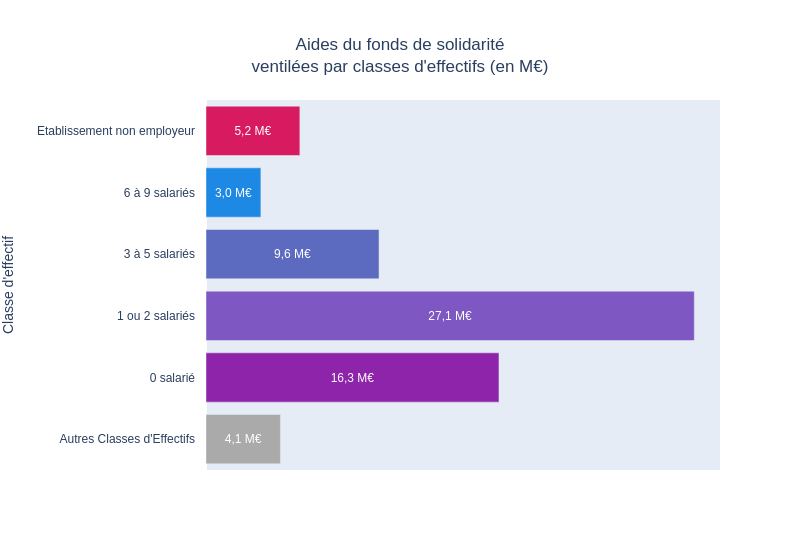 Aides du fonds de solidarité
ventilées par classes d'effectifs (en M€)
Classe d'effectif
Etablissement non employeur
5,2 M€
6 à 9 salariés
3,0 M€
3 à 5 salariés
9,6 M€
1 ou 2 salariés
27,1 M€
0 salarié
16,3 M€
Autres Classes d'Effectifs
4,1 M€